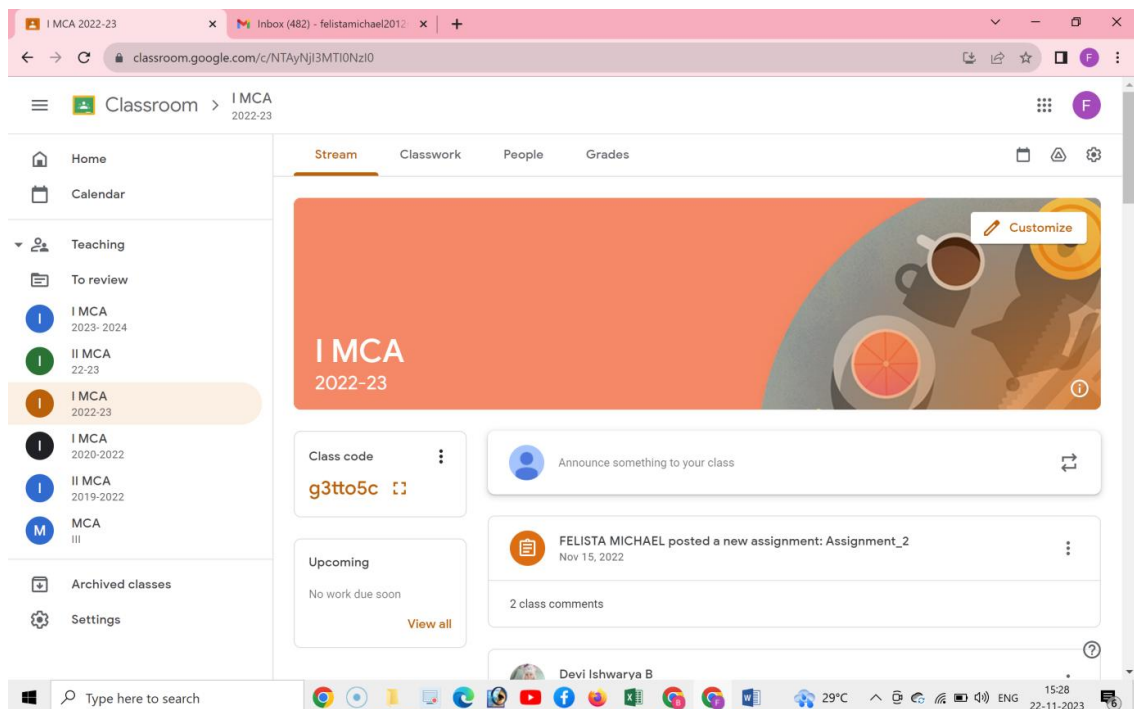 I MCA 2022-23
Inbox (482) - felistamichael2012
classroom.google.com/c/NTAyNjI3MTI0NzI0
F
Classroom > I MCA
2022-23
F
Home
Calendar
Teaching
To review
I
I MCA
2023- 2024
I
II MCA
22-23
I
I MCA
2022-23
I
I MCA
2020-2022
I
II MCA
2019-2022
M
MCA
III
Archived classes
Settings
Stream Classwork People Grades
Customize
I MCA
2022-23
Class code
g3tto5c
Upcoming
No work due soon
View all
Announce something to your class
FELISTA MICHAEL posted a new assignment: Assignment_2
Nov 15, 2022
2 class comments
Devi Ishwarya B
Type here to search
29°C
ENG
15:28
22-11-2023
6